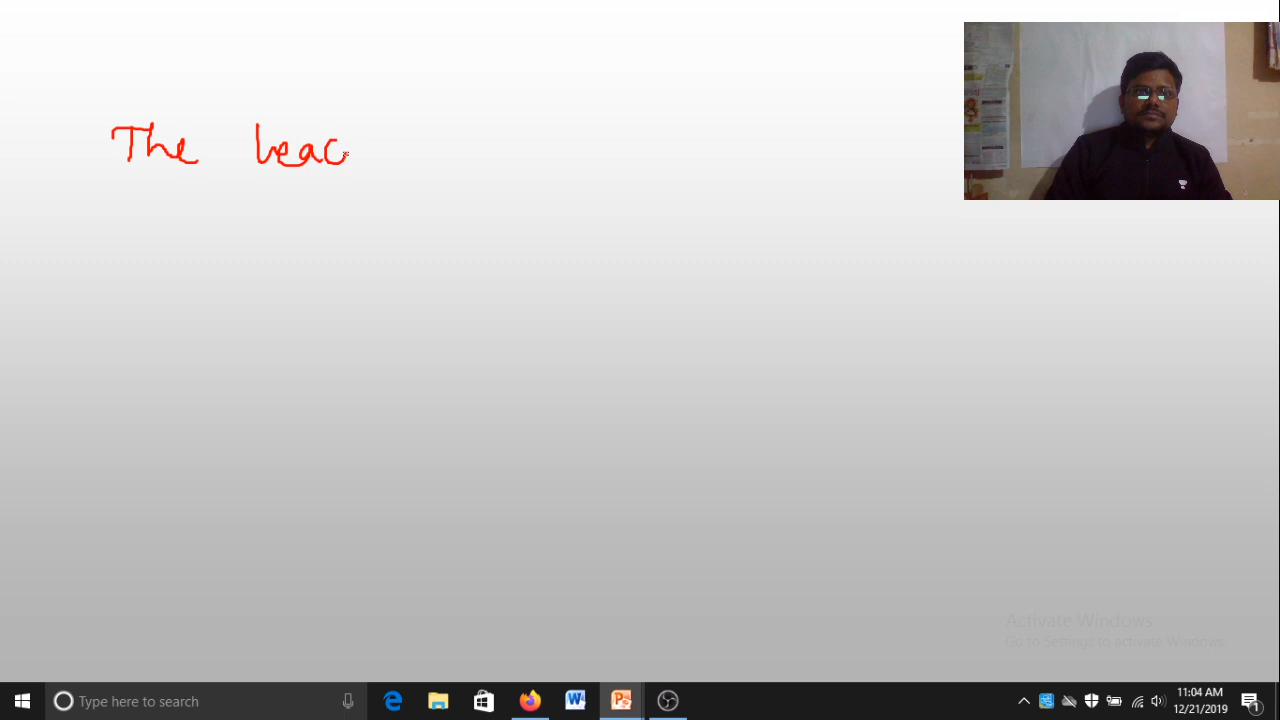 The leac
Activate Windows
Go to Settings to activate Windows.
Type here to search
11:04 AM
12/21/2019
1